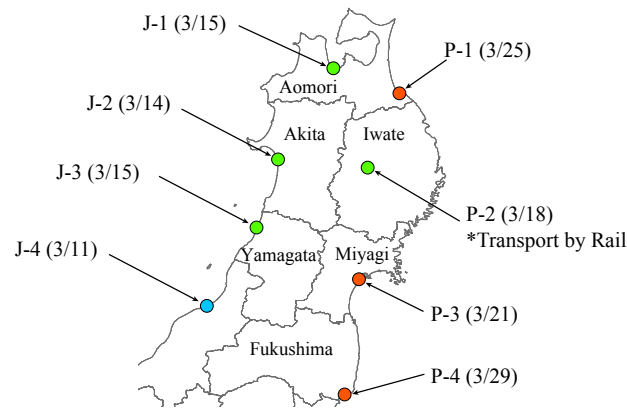 J-1 (3/15)
P-1 (3/25)
Aomori
J-2 (3/14)
Akita
Iwate
J-3 (3/15)
P-2 (3/18)
*Transport by Rail
J-4 (3/11)
Yamagata
Miyagi
P-3 (3/21)
Fukushima
P-4 (3/29)